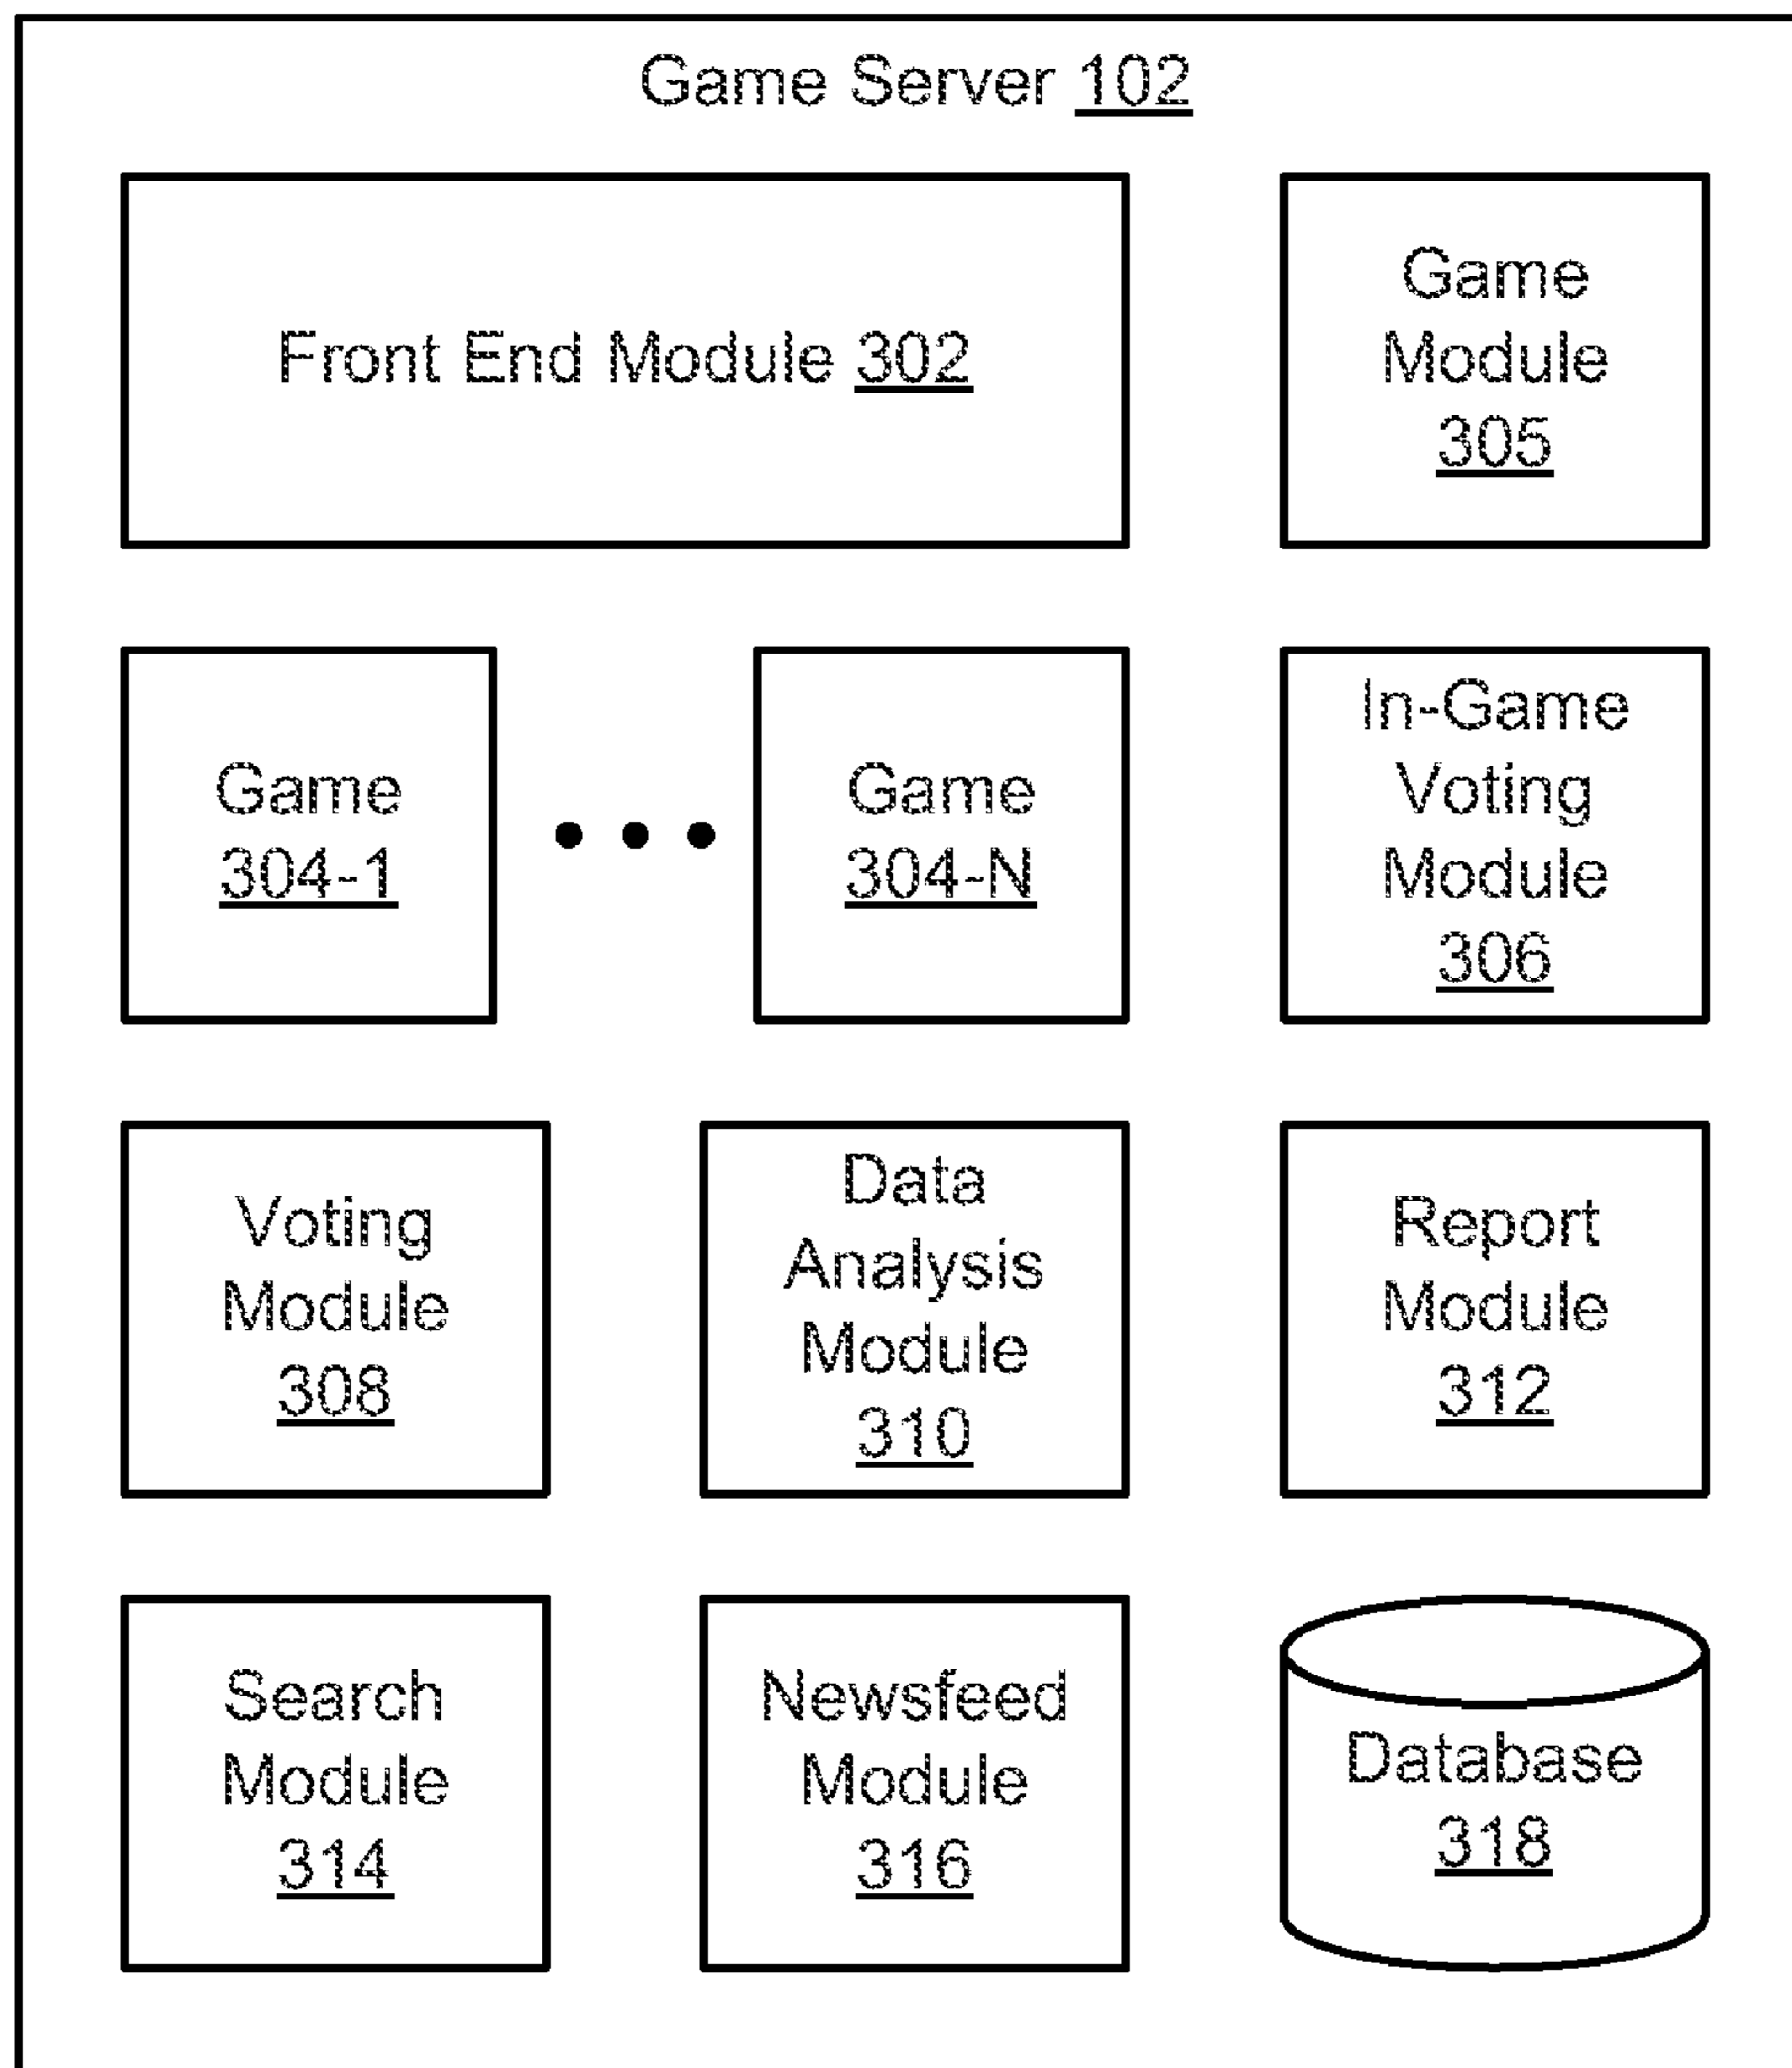 Game Server 102
Front End Module 302
Game
Module
305
Game
304-1
Game
304-N
In-Game
Voting
Module
306
Voting
Module
308
Data
Analysis
Module
310
Report
Module
312
Search
Module
314
Newsfeed
Module
316
Database
318